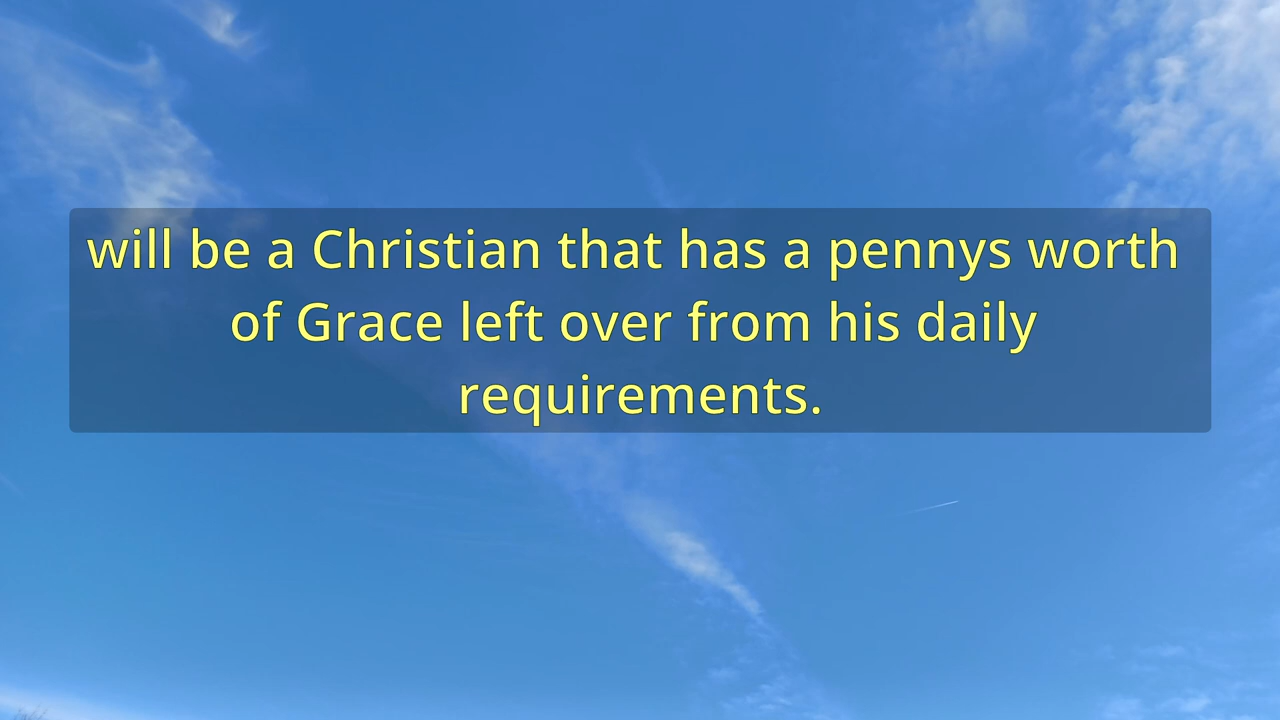 will be a Christian that has a pennys worth
of Grace left over from his daily
requirements.